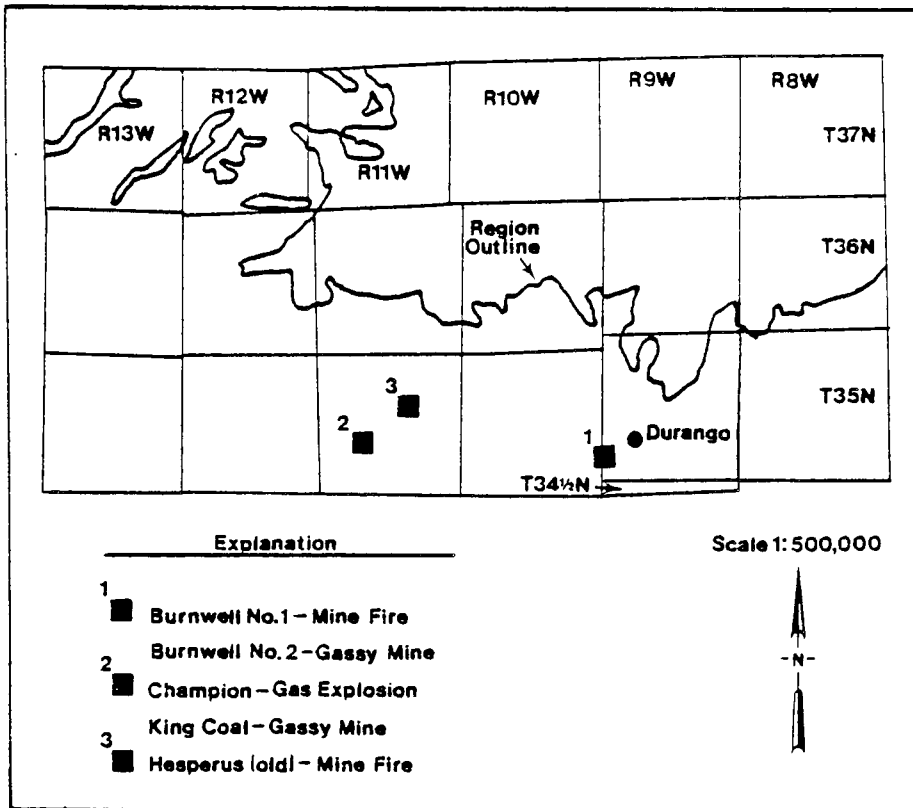 R13W
R12W
R11W
R10W
R9W
R8W
T37N
Region
Outline
T36N
T35N
3
2
1
Durango
T34½N
Explanation
Scale 1:500,000
1
Burnwell No.1-Mine Fire
Burnwell No.2-Gassy Mine
2
Champion-Gas Explosion
King Coal-Gassy Mine
3
Hesperus (old)-Mine Fire
-N-